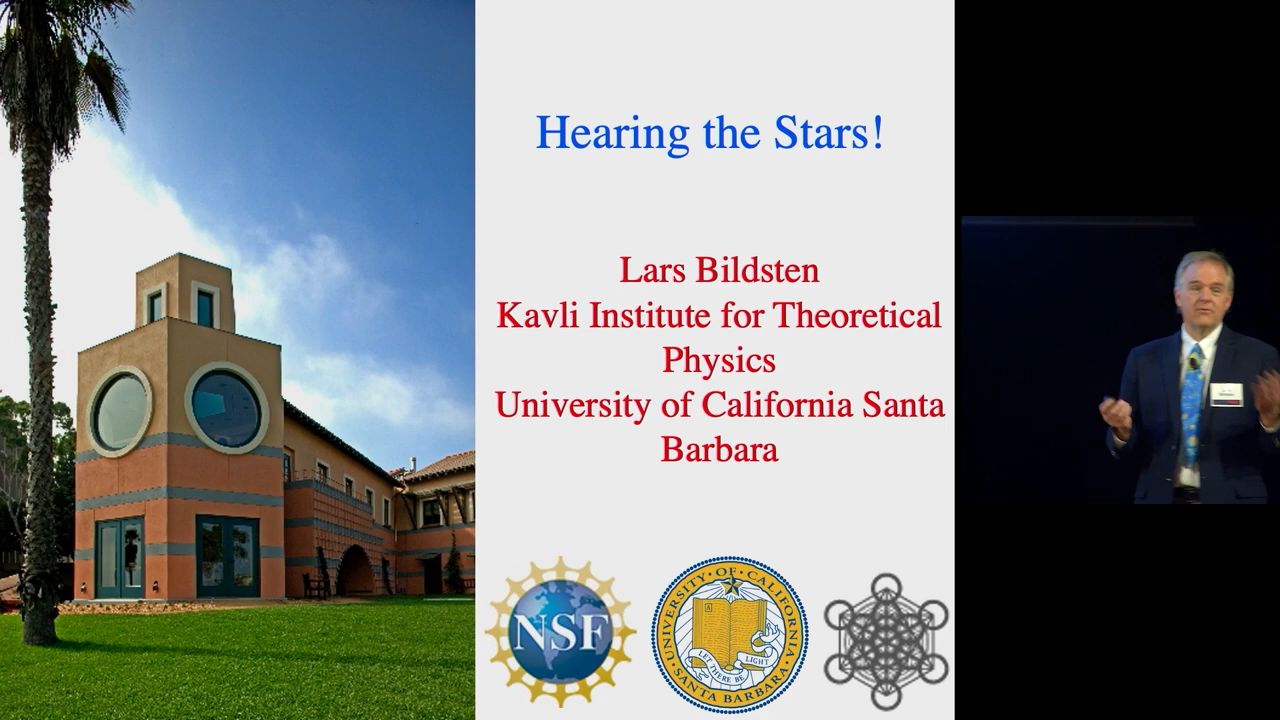 Hearing the Stars!
Lars Bildsten
Kavli Institute for Theoretical
Physics
University of California Santa
Barbara
NSF
UNIVERSITY·OF·CALIFORNIA
A
LET THERE BE LIGHT
SANTA BARBARA